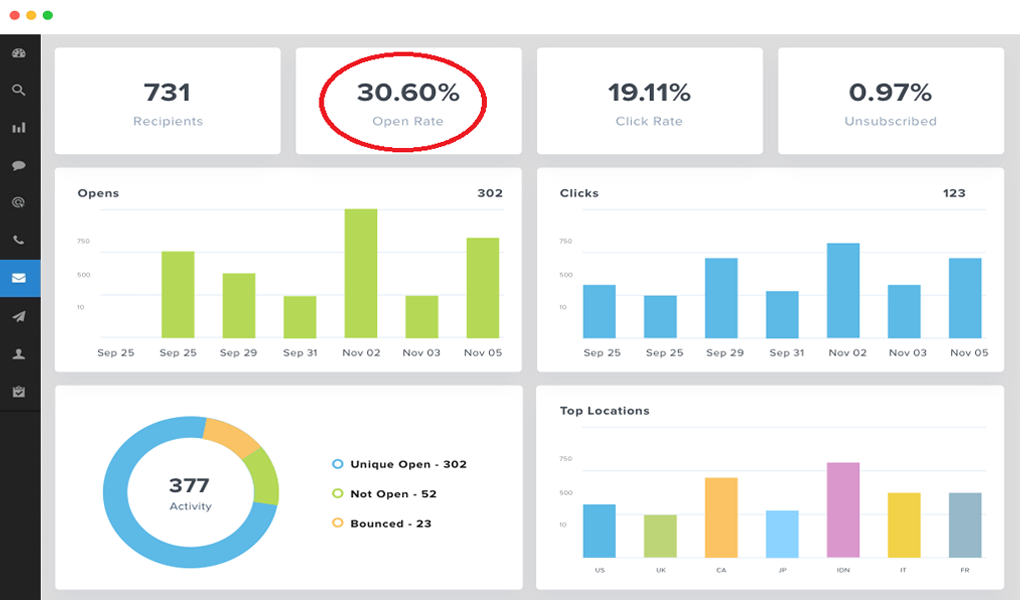 731
Recipients
30.60%
Open Rate
19.11%
Click Rate
0.97%
Unsubscribed
Opens
302
750
500
10
Sep 25
Sep 25
Sep 29
Sep 31
Nov 02
Nov 03
Nov 05
Clicks
123
750
500
10
Sep 25
Sep 25
Sep 29
Sep 31
Nov 02
Nov 03
Nov 05
377
Activity
Unique Open - 302
Not Open - 52
Bounced - 23
Top Locations
750
500
10
US
UK
CA
JP
ION
IT
FR